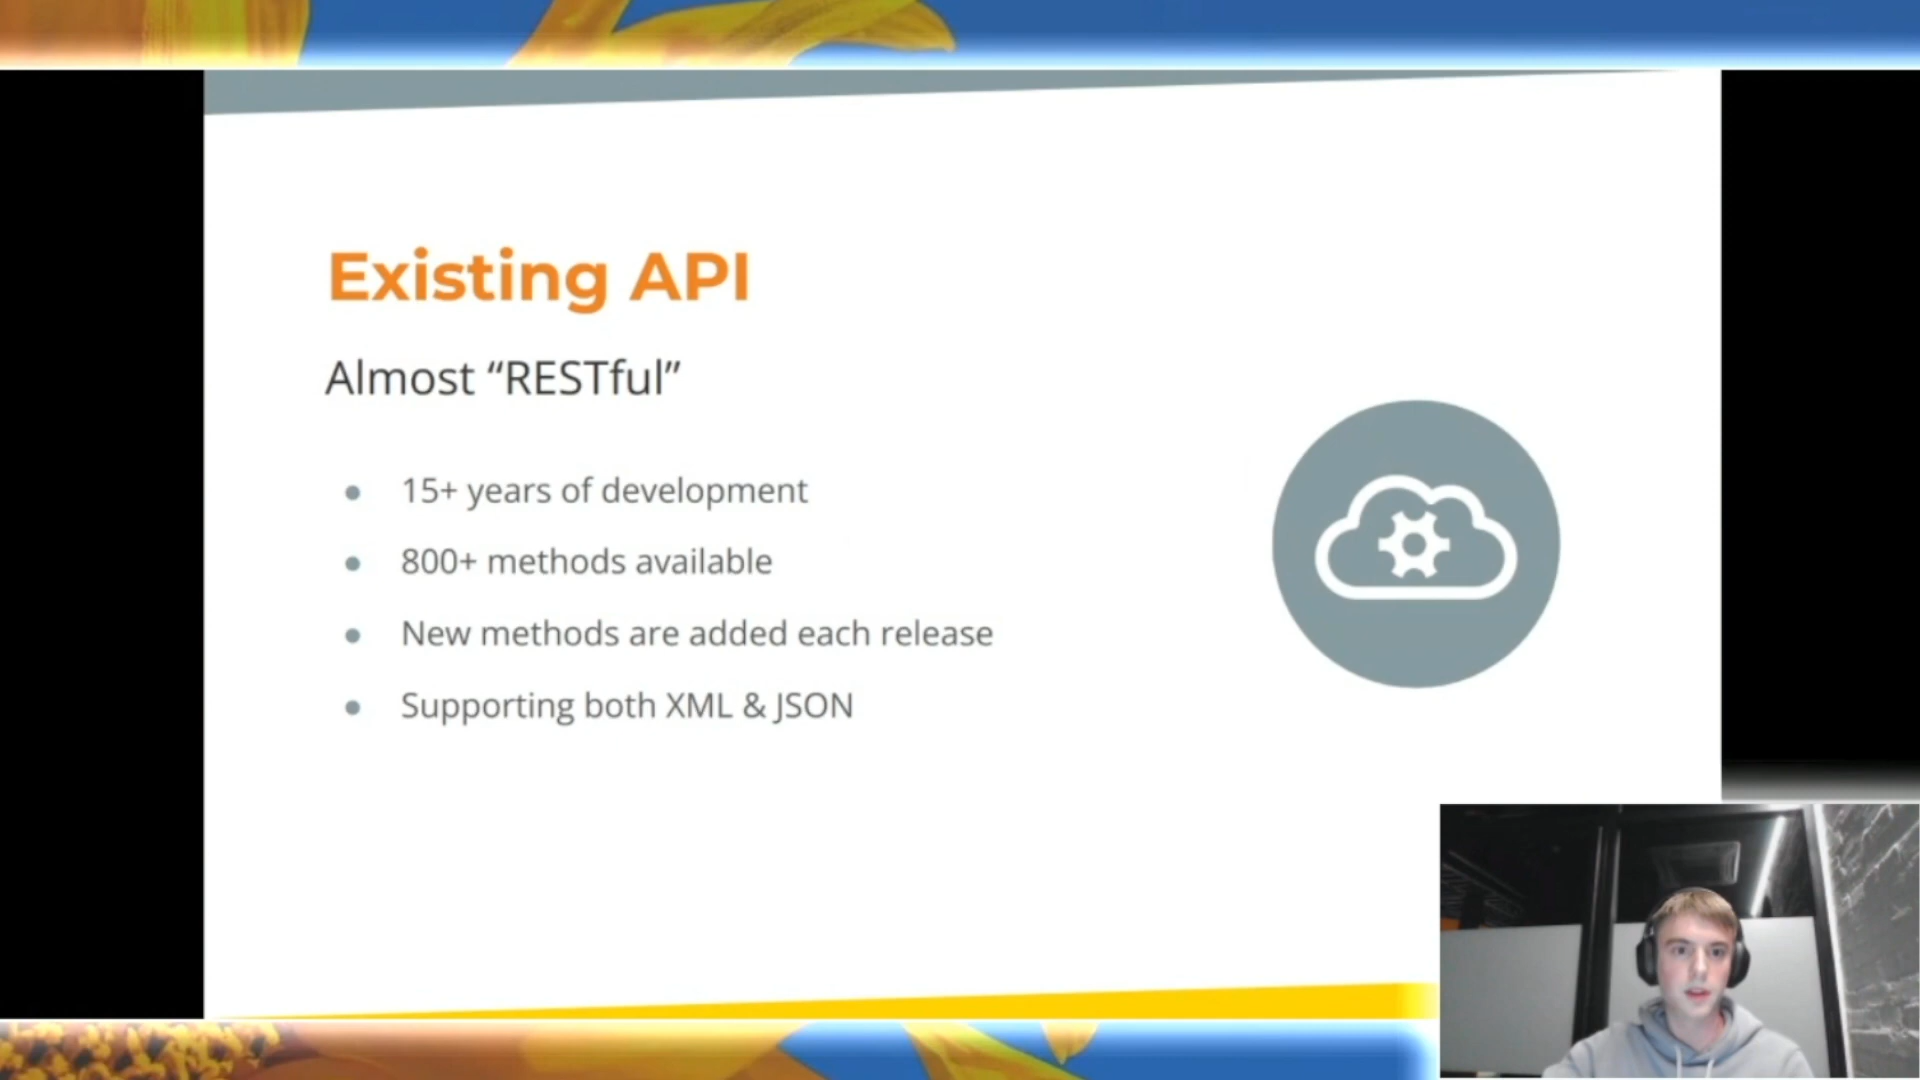 Existing API
Almost “RESTful”
15+ years of development
800+ methods available
New methods are added each release
Supporting both XML & JSON